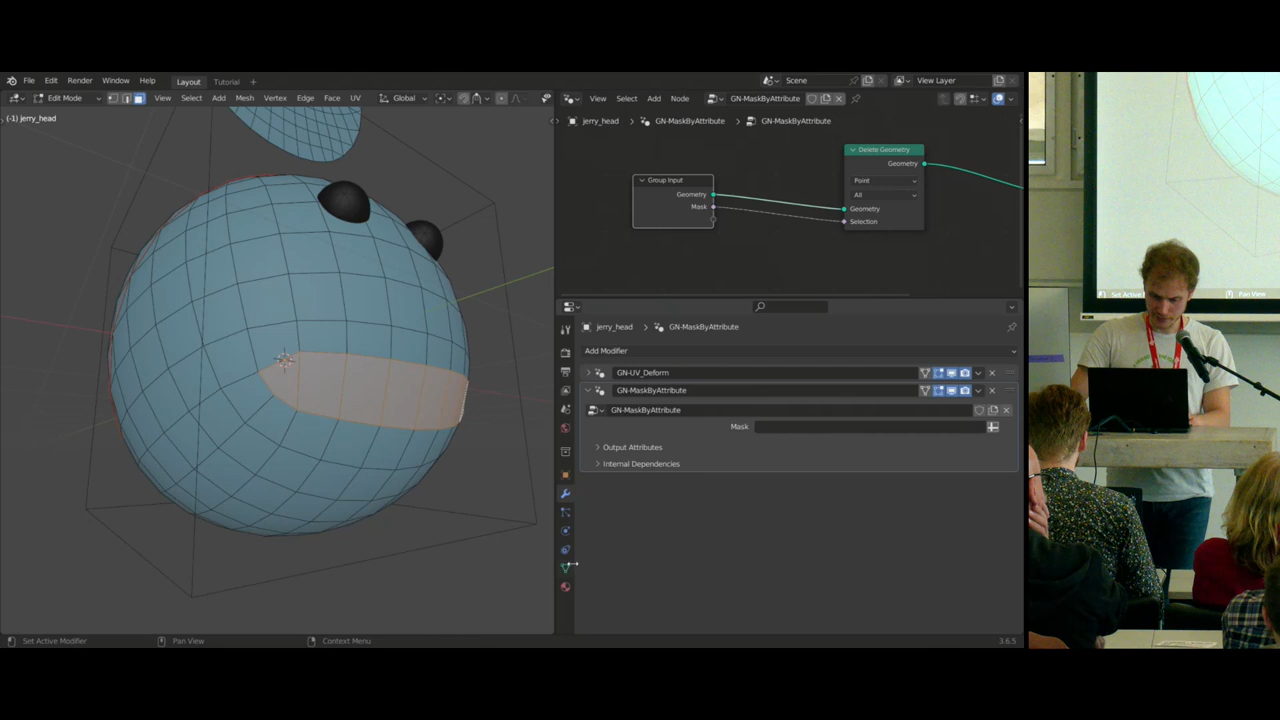 File Edit Render Window Help Layout Tutorial + Scene View Layer
Edit Mode View Select Add Mesh Vertex Edge Face UV Global View Select Add Node GN-MaskByAttribute
(-1) jerry_head
jerry_head > GN-MaskByAttribute > GN-MaskByAttribute
Delete Geometry
Geometry
Point
All
Geometry
Selection
Group Input
Geometry
Mask
jerry_head > GN-MaskByAttribute
Add Modifier
GN-UV_Deform
GN-MaskByAttribute
GN-MaskByAttribute
Mask
Output Attributes
Internal Dependencies
Set Active Modifier Pan View Context Menu 3.6.5
Pan View